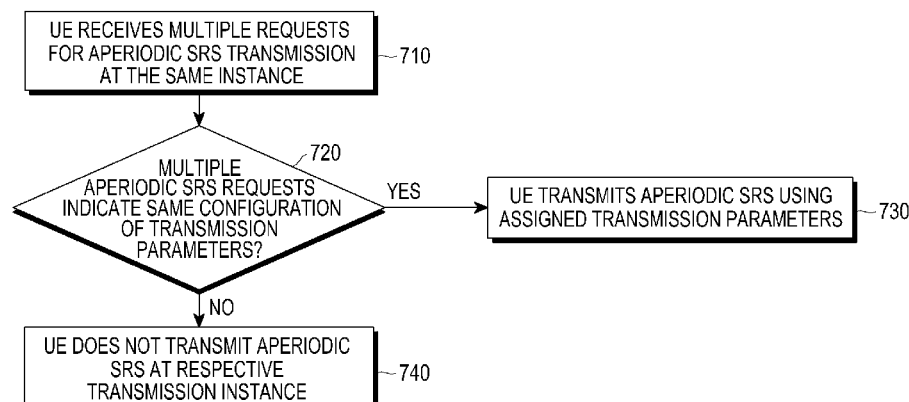 UE RECEIVES MULTIPLE REQUESTS
FOR APERIODIC SRS TRANSMISSION
AT THE SAME INSTANCE
710
720
MULTIPLE
APERIODIC SRS REQUESTS
INDICATE SAME CONFIGURATION
OF TRANSMISSION
PARAMETERS?
YES
UE TRANSMITS APERIODIC SRS USING
ASSIGNED TRANSMISSION PARAMETERS
730
NO
UE DOES NOT TRANSMIT APERIODIC
SRS AT RESPECTIVE
TRANSMISSION INSTANCE
740